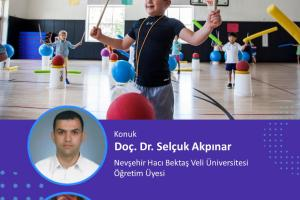 Konuk
Doç. Dr. Selçuk Akpınar
Nevşehir Hacı Bektaş Veli Üniversitesi
Öğretim Üyesi